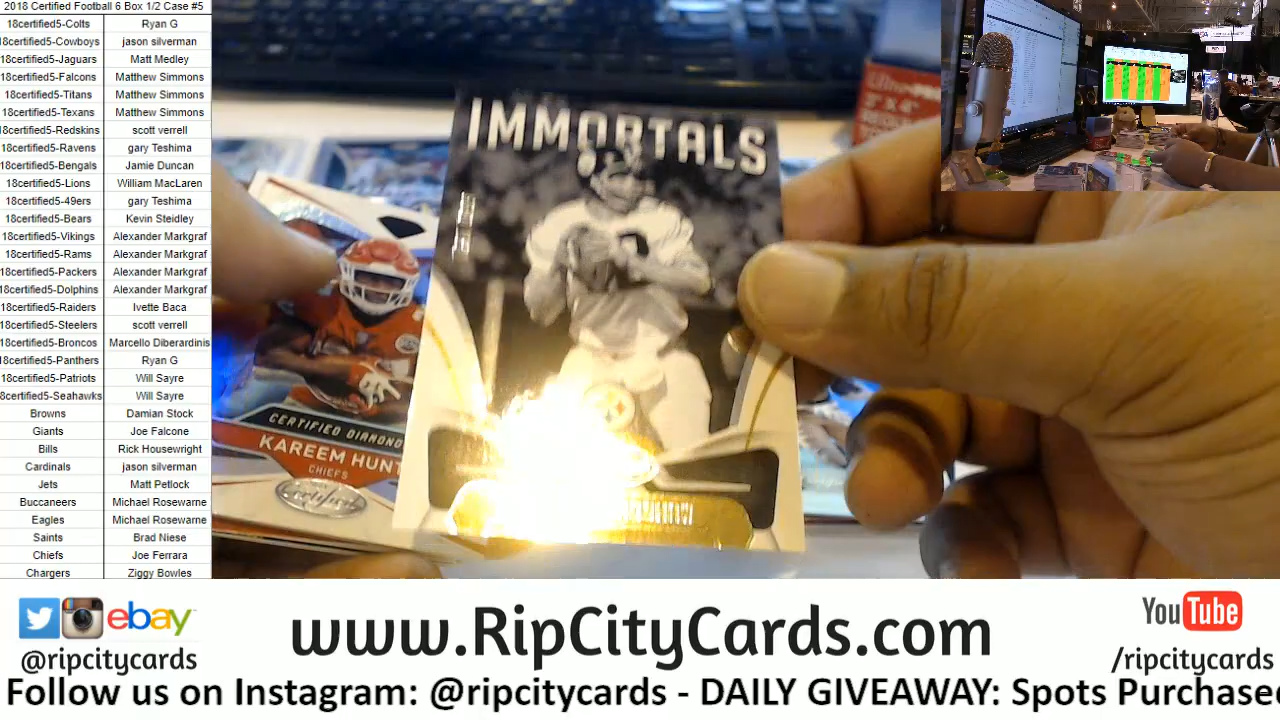 2018 Certified Football 6 Box 1/2 Case #5
18certified5-Colts Ryan G
18certified5-Cowboys jason silverman
18certified5-Jaguars Matt Medley
18certified5-Falcons Matthew Simmons
18certified5-Titans Matthew Simmons
18certified5-Texans Matthew Simmons
18certified5-Redskins scott verrell
18certified5-Ravens gary Teshima
18certified5-Bengals Jamie Duncan
18certified5-Lions William MacLaren
18certified5-49ers gary Teshima
18certified5-Bears Kevin Steidley
18certified5-Vikings Alexander Markgraf
18certified5-Rams Alexander Markgraf
18certified5-Packers Alexander Markgraf
18certified5-Dolphins Alexander Markgraf
18certified5-Raiders Ivette Baca
18certified5-Steelers scott verrell
18certified5-Broncos Marcello Diberardinis
18certified5-Panthers Ryan G
18certified5-Patriots Will Sayre
8certified5-Seahawks Will Sayre
Browns Damian Stock
Giants Joe Falcone
Bills Rick Housewright
Cardinals jason silverman
Jets Matt Petlock
Buccaneers Michael Rosewarne
Eagles Michael Rosewarne
Saints Brad Niese
Chiefs Joe Ferrara
Chargers Ziggy Bowles
IMMORTALS
3" X 4"
CERTIFIED DIAMOND
KAREEM HUNT
CHIEFS
Certified
ebay
@ripcitycards
www.RipCityCards.com
YouTube
/ripcitycards
Follow us on Instagram: @ripcitycards - DAILY GIVEAWAY: Spots Purchase